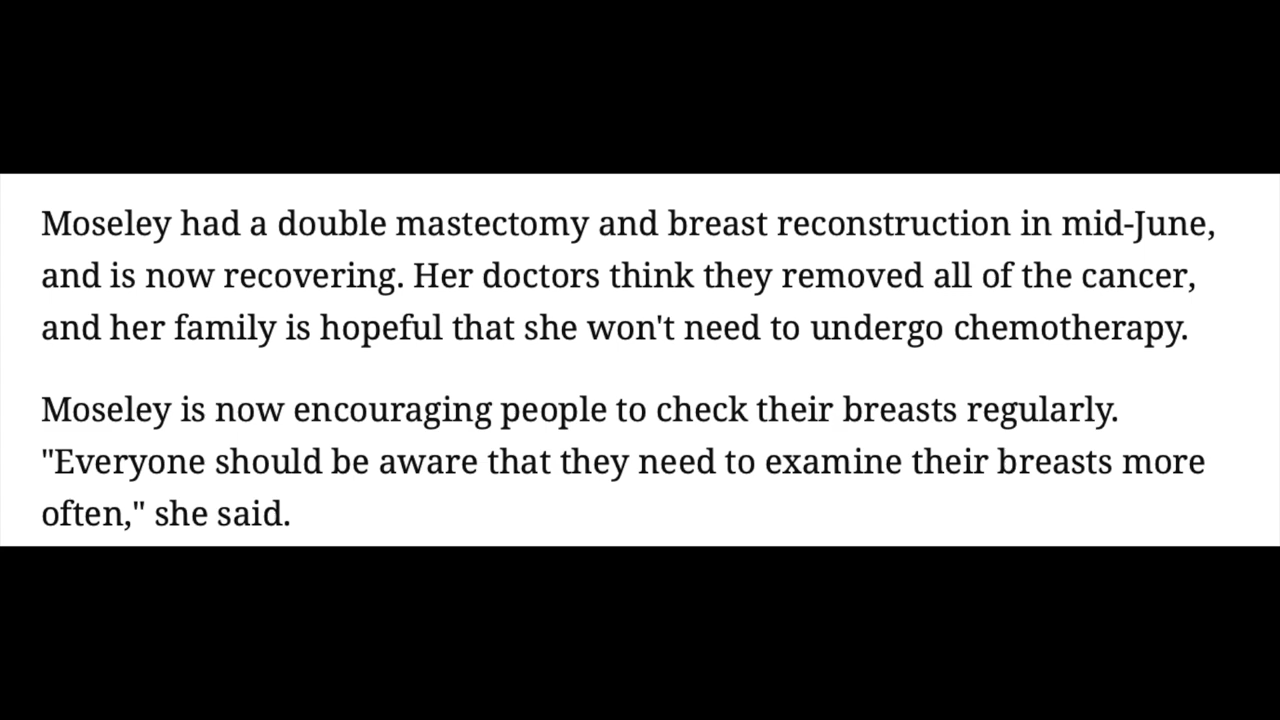 Moseley had a double mastectomy and breast reconstruction in mid-June,
and is now recovering. Her doctors think they removed all of the cancer,
and her family is hopeful that she won't need to undergo chemotherapy.
Moseley is now encouraging people to check their breasts regularly.
"Everyone should be aware that they need to examine their breasts more
often," she said.